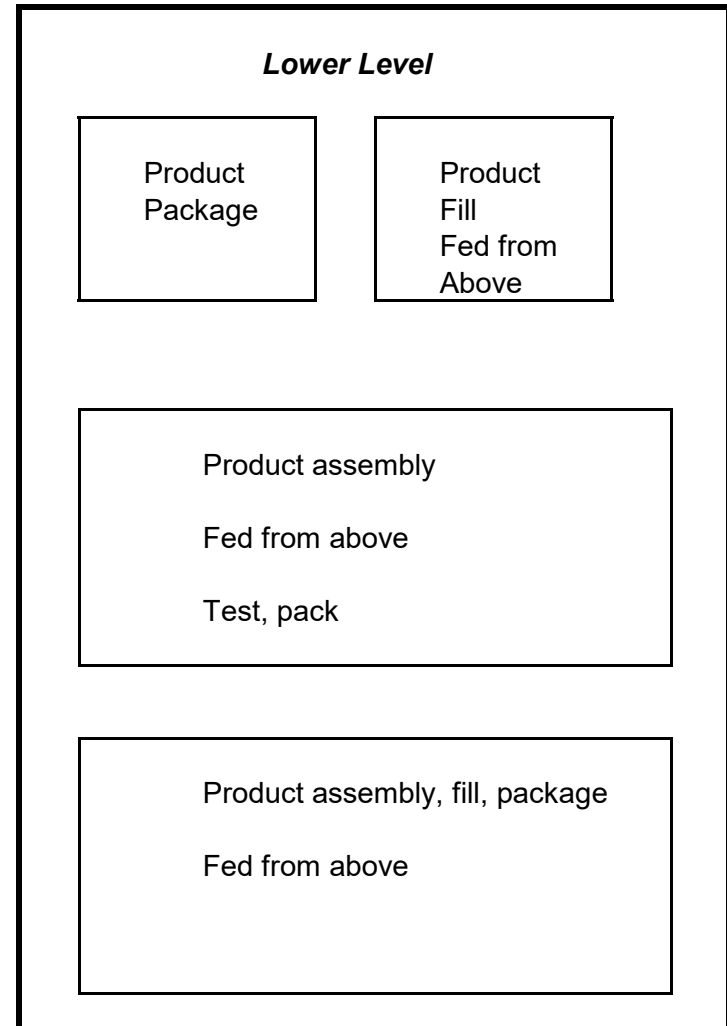 Lower Level
Product
Package
Product
Fill
Fed from
Above
Product assembly
Fed from above
Test, pack
Product assembly, fill, package
Fed from above